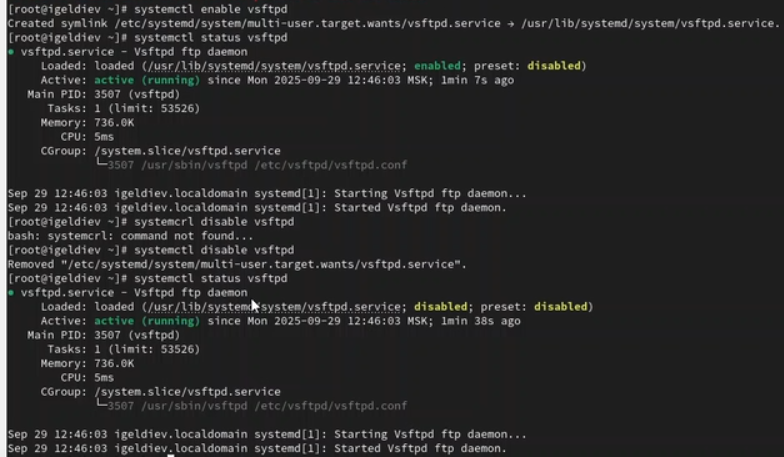 [root@igeldiev ~]# systemctl enable vsftpd
Created symlink /etc/systemd/system/multi-user.target.wants/vsftpd.service → /usr/lib/systemd/system/vsftpd.service.
[root@igeldiev ~]# systemctl status vsftpd
● vsftpd.service - Vsftpd ftp daemon
Loaded: loaded (/usr/lib/systemd/system/vsftpd.service; enabled; preset: disabled)
Active: active (running) since Mon 2025-09-29 12:46:03 MSK; 1min 7s ago
Main PID: 3507 (vsftpd)
Tasks: 1 (limit: 53526)
Memory: 736.0K
CPU: 5ms
CGroup: /system.slice/vsftpd.service
└─3507 /usr/sbin/vsftpd /etc/vsftpd/vsftpd.conf
Sep 29 12:46:03 igeldiev.localdomain systemd[1]: Starting Vsftpd ftp daemon...
Sep 29 12:46:03 igeldiev.localdomain systemd[1]: Started Vsftpd ftp daemon.
[root@igeldiev ~]# systemcrl disable vsftpd
bash: systemcrl: command not found...
[root@igeldiev ~]# systemctl disable vsftpd
Removed "/etc/systemd/system/multi-user.target.wants/vsftpd.service".
[root@igeldiev ~]# systemctl status vsftpd
● vsftpd.service - Vsftpd ftp daemon
Loaded: loaded (/usr/lib/systemd/system/vsftpd.service; disabled; preset: disabled)
Active: active (running) since Mon 2025-09-29 12:46:03 MSK; 1min 38s ago
Main PID: 3507 (vsftpd)
Tasks: 1 (limit: 53526)
Memory: 736.0K
CPU: 5ms
CGroup: /system.slice/vsftpd.service
└─3507 /usr/sbin/vsftpd /etc/vsftpd/vsftpd.conf
Sep 29 12:46:03 igeldiev.localdomain systemd[1]: Starting Vsftpd ftp daemon...
Sep 29 12:46:03 igeldiev.localdomain systemd[1]: Started Vsftpd ftp daemon.